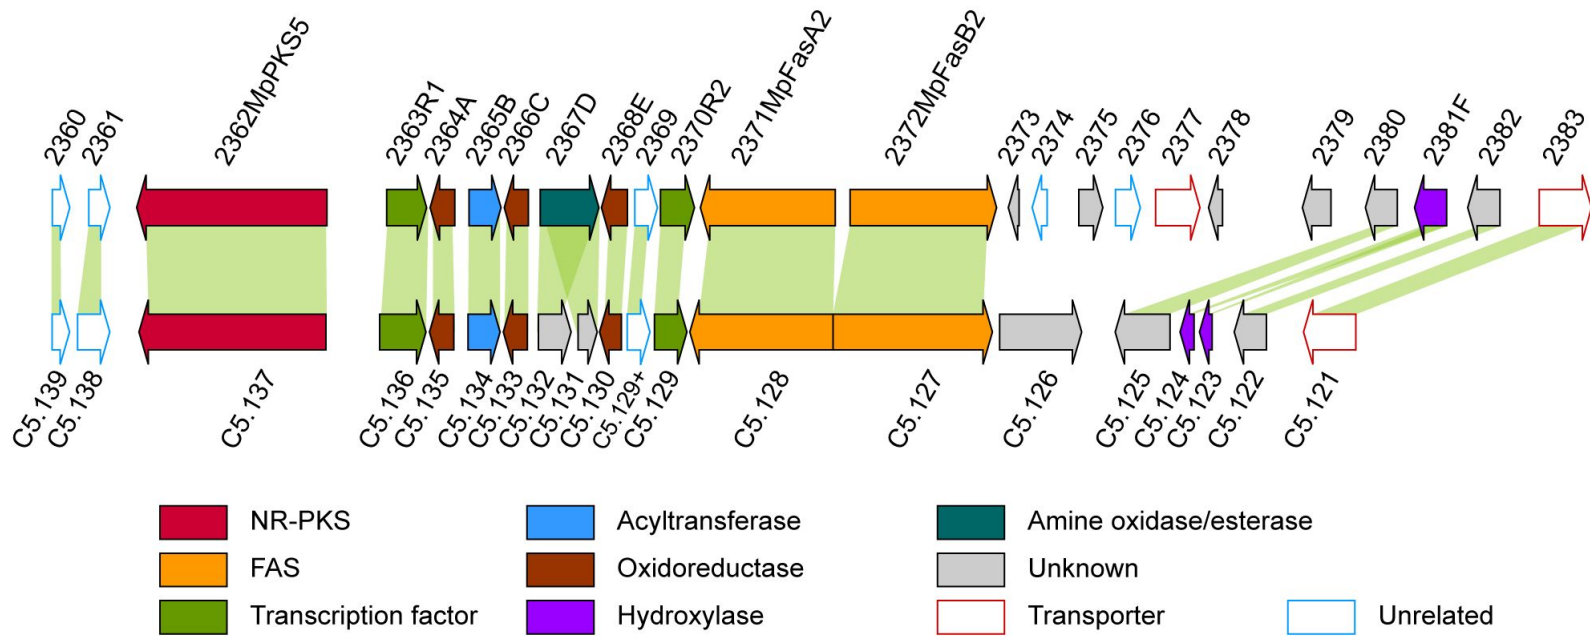 2360
2361
2362MpPKS5
2363R1
2364A
2365B
2366C
2367D
2368E
2369
2370R2
2371MpFasA2
2372MpFasB2
2373
2374
2375
2376
2377
2378
2379
2380
2381F
2382
2383
C5.139
C5.138
C5.137
C5.136
C5.135
C5.134
C5.133
C5.132
C5.131
C5.130
C5.129+
C5.129
C5.128
C5.127
C5.126
C5.125
C5.124
C5.123
C5.122
C5.121
NR-PKS
Acyltransferase
Amine oxidase/esterase
FAS
Oxidoreductase
Unknown
Transcription factor
Hydroxylase
Transporter
Unrelated